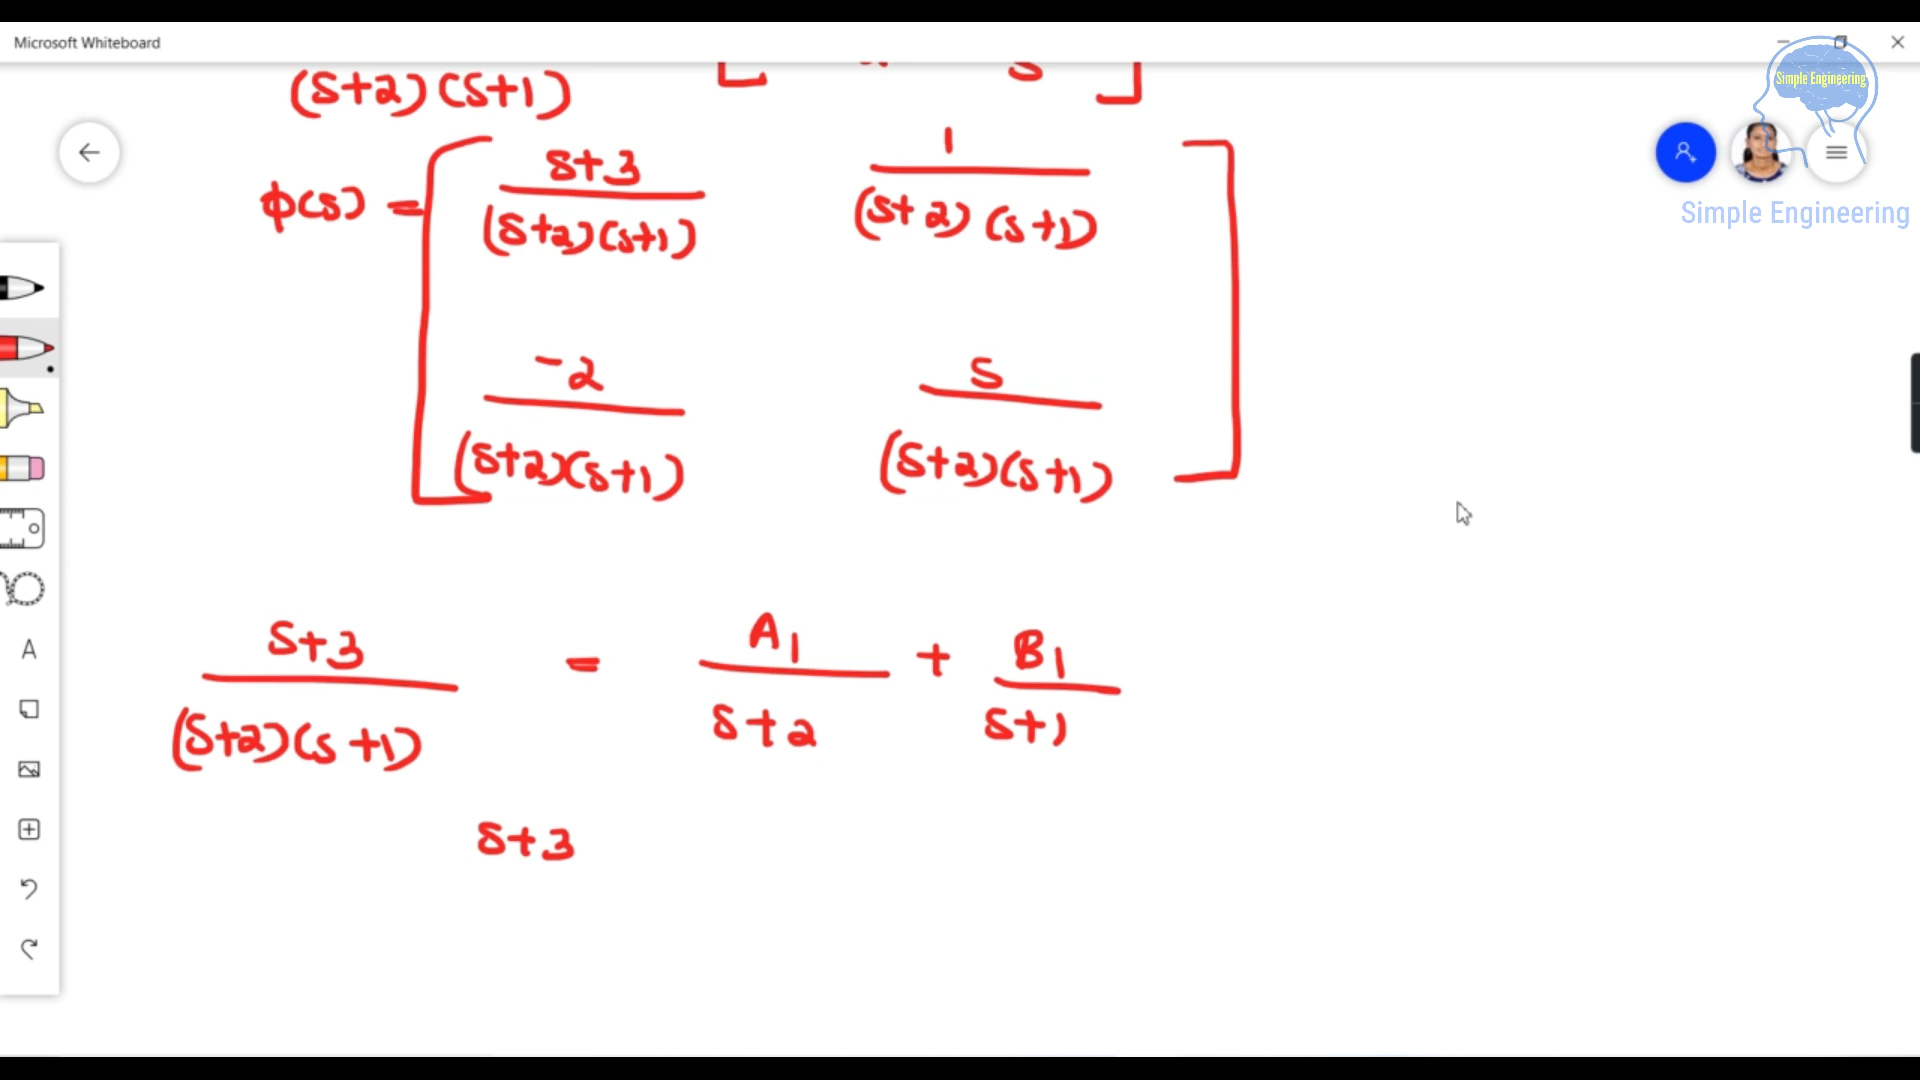 Microsoft Whiteboard
Simple Engineering
Simple Engineering
(s+2)(s+1) [ s ]
φ(s) = [ s+3 / (s+2)(s+1) 1 / (s+2)(s+1)
-2 / (s+2)(s+1) s / (s+2)(s+1) ]
s+3 / (s+2)(s+1) = A1 / s+2 + B1 / s+1
s+3
A